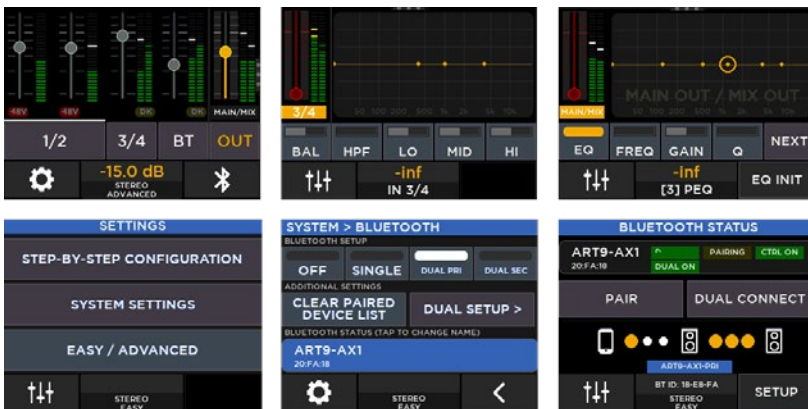 -48V -48V DK DK MAIN/MIX
1/2 3/4 BT OUT
-15.0 dB
STEREO
ADVANCED
3/4
50 100 200 500 1k 2k 5k 10k
BAL HPF LO MID HI
-inf
IN 3/4
MAIN OUT / MIX OUT
MAIN/MIX
EQ FREQ GAIN Q NEXT
-inf
[3] PEQ
EQ INIT
SETTINGS
STEP-BY-STEP CONFIGURATION
SYSTEM SETTINGS
EASY / ADVANCED
STEREO
EASY
SYSTEM > BLUETOOTH
BLUETOOTH SETUP
OFF SINGLE DUAL PRI DUAL SEC
ADDITIONAL SETTINGS
CLEAR PAIRED
DEVICE LIST
DUAL SETUP >
BLUETOOTH STATUS (TAP TO CHANGE NAME)
ART9-AX1
20:FA:18
STEREO
EASY
BLUETOOTH STATUS
ART9-AX1 PAIRING CTRL ON
20:FA:18 DUAL ON
PAIR DUAL CONNECT
ART9-AX1-PRI
BT ID: 18-E8-FA
STEREO
EASY
SETUP